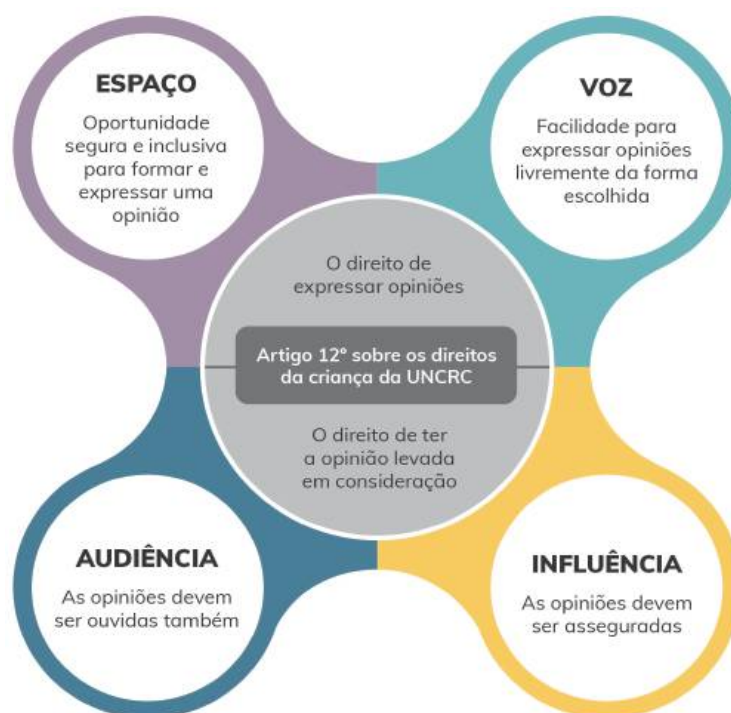 ESPAÇO
Oportunidade
segura e inclusiva
para formar e
expressar uma
opinião
VOZ
Facilidade para
expressar opiniões
livremente da forma
escolhida
O direito de
expressar opiniões
Artigo 12º sobre os direitos
da criança da UNCRC
O direito de ter
a opinião levada
em consideração
AUDIÊNCIA
As opiniões devem
ser ouvidas também
INFLUÊNCIA
As opiniões devem
ser asseguradas